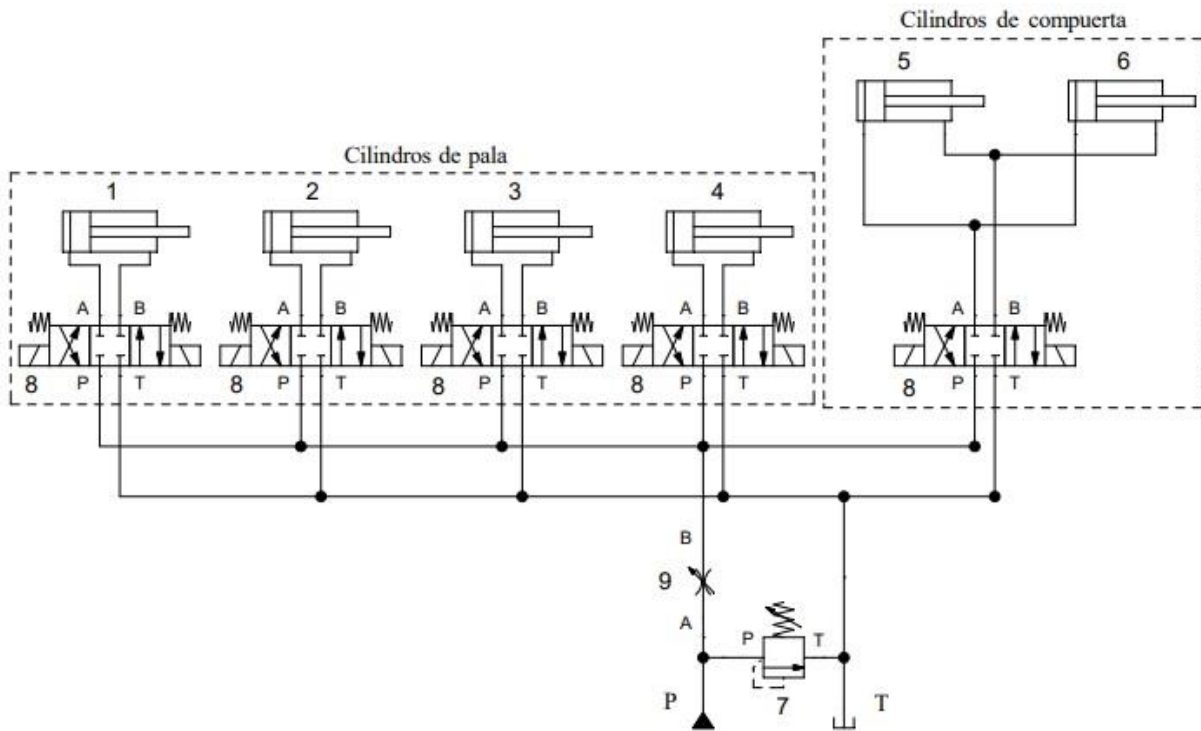 Cilindros de compuerta
5 6
Cilindros de pala
1 2 3 4
A B A B A B A B A B
8 P T 8 P T 8 P T 8 P T 8 P T
B
9
A
P T
7
P T